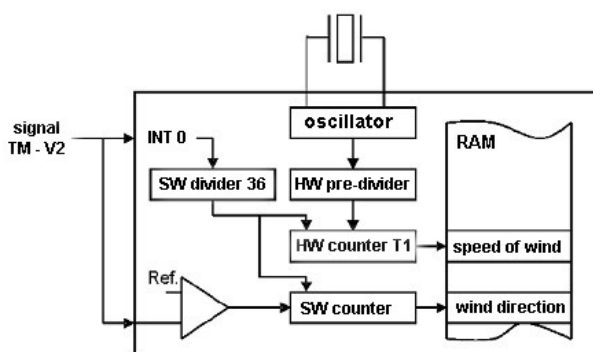 signal
TM - V2
INT 0
oscillator
RAM
SW divider 36
HW pre-divider
HW counter T1
speed of wind
Ref.
SW counter
wind direction